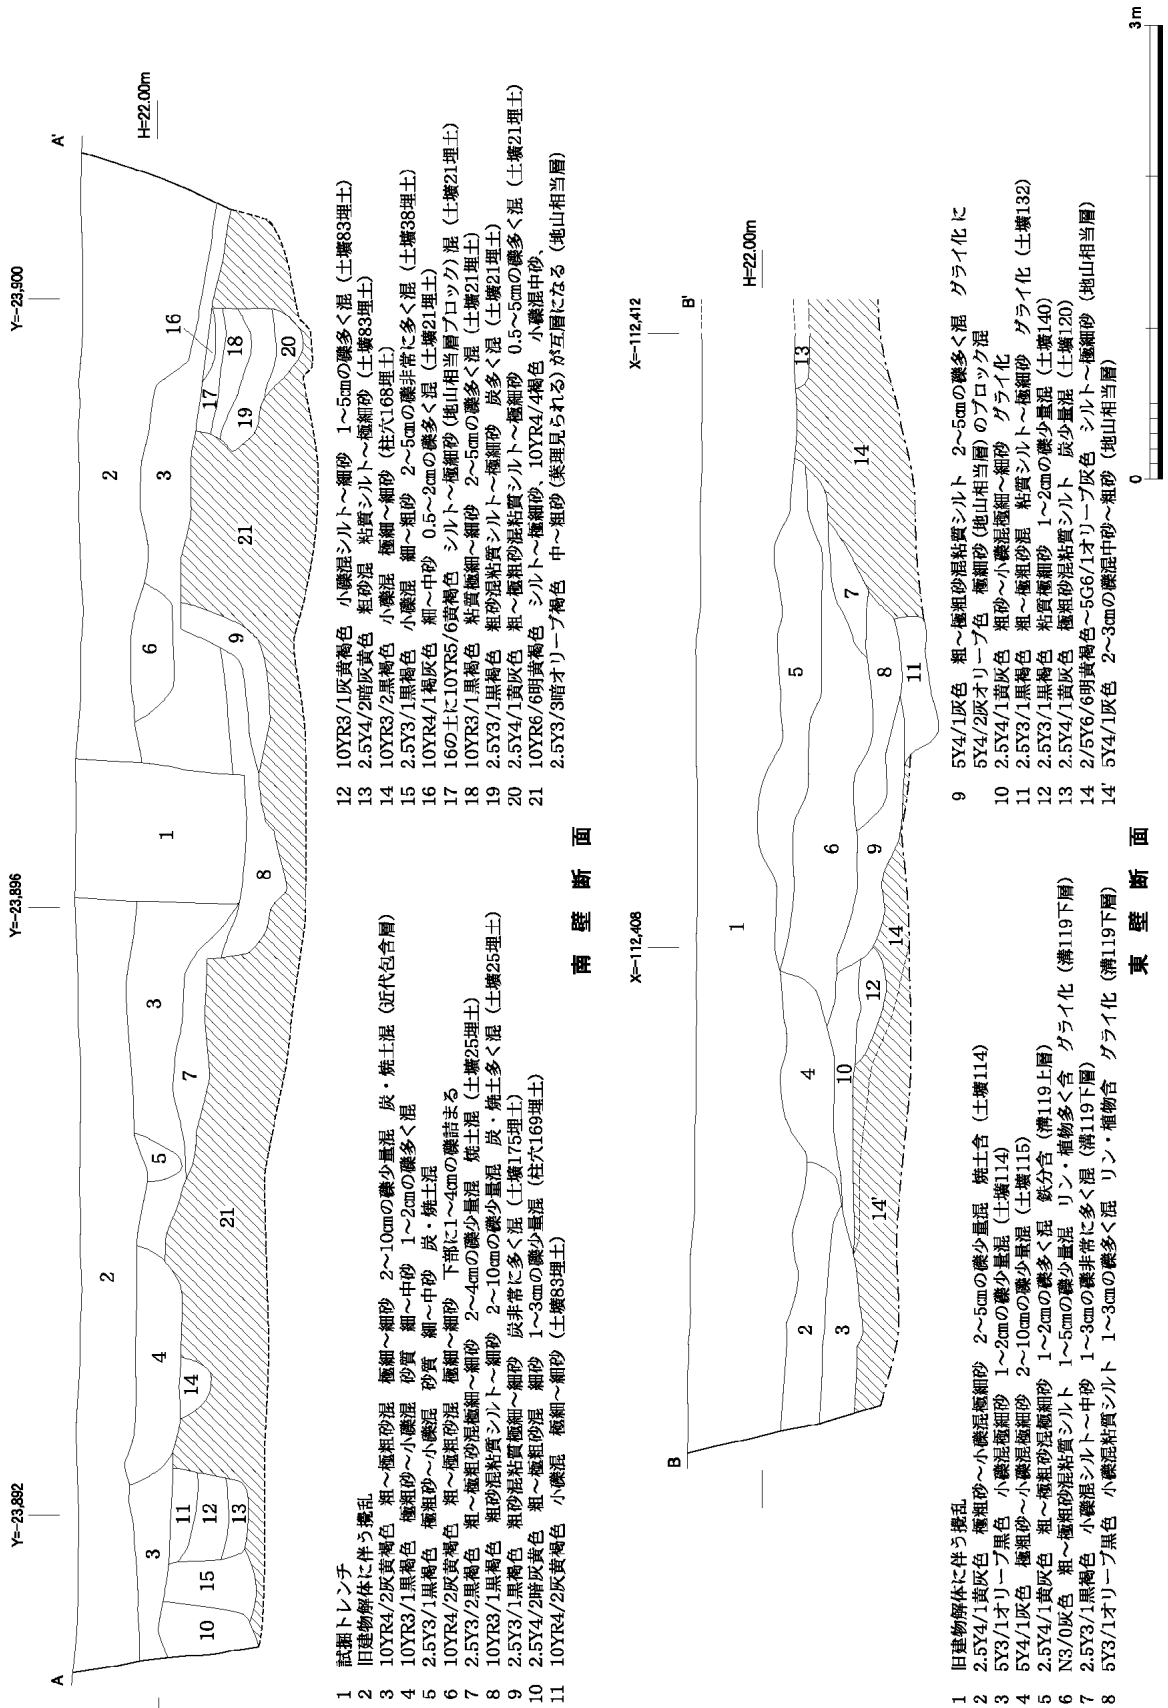 Y=-23,892
Y=-23,896
Y=-23,900
A
A'
H=22.00m
2
1
2
3
4
5
3
7
6
3
16
17
18
19
20
9
8
21
21
14
11
12
13
15
10
3
1 試掘トレンチ
2 旧建物解体に伴う攪乱
3 10YR4/2灰黄褐色 粗～極粗砂混 極細～細砂 2～10cmの礫少量混 炭・焼土混（近代包含層）
4 10YR3/1黒褐色 極粗砂～小礫混 砂質 細～中砂 1～2cmの礫多く混
5 2.5Y3/1黒褐色 極粗砂～小礫混 砂質 細～中砂 炭・焼土混
6 10YR4/2灰黄褐色 粗～極粗砂混 極細～細砂 下部に1～4cmの礫詰まる
7 2.5Y3/2黒褐色 粗～極粗砂混極細～細砂 2～4cmの礫少量混 焼土混（土壙25埋土）
8 10YR3/1黒褐色 粗砂混粘質シルト～細砂 2～10cmの礫少量混 炭・焼土多く混（土壙25埋土）
9 2.5Y3/1黒褐色 粗砂混粘質極細～細砂 炭非常に多く混（土壙175埋土）
10 2.5Y4/2暗灰黄色 粗～極粗砂混 細砂 1～3cmの礫少量混（柱穴169埋土）
11 10YR4/2灰黄褐色 小礫混 極細～細砂（土壙83埋土）
12 10YR3/1灰黄褐色 小礫混シルト～細砂 1～5cmの礫多く混（土壙83埋土）
13 2.5Y4/2暗灰黄色 粗砂混 粘質シルト～極細砂（土壙83埋土）
14 10YR3/2黒褐色 小礫混 極細～細砂（柱穴168埋土）
15 2.5Y3/1黒褐色 小礫混 細～粗砂 2～5cmの礫非常に多く混（土壙38埋土）
16 10YR4/1褐灰色 細～中砂 0.5～2cmの礫多く混（土壙21埋土）
17 16の土に10YR5/6黄褐色 シルト～極細砂（地山相当層ブロック）混（土壙21埋土）
18 10YR3/1黒褐色 粘質極細～細砂 2～5cmの礫多く混（土壙21埋土）
19 2.5Y3/1黒褐色 粗砂混粘質シルト～極細砂 炭多く混（土壙21埋土）
20 2.5Y4/1黄灰色 粗～極粗砂混粘質シルト～極細砂 0.5～5cmの礫多く混（土壙21埋土）
21 10YR6/6明黄褐色 シルト～極細砂、10YR4/4褐色 小礫混中砂、
2.5Y3/3暗オリーブ褐色 中～粗砂（葉理見られる）が互層になる（地山相当層）
南壁断面
X=-112,408
X=-112,412
B
B'
H=22.00m
1
2
3
4
5
6
7
8
9
10
11
12
13
14
14
14'
1 旧建物解体に伴う攪乱
2 2.5Y4/1黄灰色 極粗砂～小礫混極細砂 2～5cmの礫少量混 焼土含（土壙114）
3 5Y3/1オリーブ黒色 小礫混極細砂 1～2cmの礫少量混（土壙114）
4 5Y4/1灰色 極粗砂～小礫混極細砂 2～10cmの礫少量混（土壙115）
5 2.5Y4/1黄灰色 粗～極粗砂混極細砂 1～2cmの礫多く混 鉄分含（溝119上層）
6 N3/0灰色 粗～極粗砂混粘質シルト 1～5cmの礫少量混 リン・植物多く含 グライ化（溝119下層）
7 2.5Y3/1黒褐色 小礫混シルト～中砂 1～3cmの礫非常に多く混（溝119下層）
8 5Y3/1オリーブ黒色 小礫混粘質シルト 1～3cmの礫多く混 リン・植物含 グライ化（溝119下層）
9 5Y4/1灰色 粗～極粗砂混粘質シルト 2～5cmの礫多く混 グライ化に
5Y4/2灰オリーブ色 極細砂（地山相当層）のブロック混
10 2.5Y4/1黄灰色 粗砂～小礫混極細～細砂 グライ化
11 2.5Y3/1黒褐色 粗～極粗砂混 粘質シルト～極細砂 グライ化（土壙132）
12 2.5Y3/1黒褐色 粘質極細砂 1～2cmの礫少量混（土壙140）
13 2.5Y4/1黄灰色 極粗砂混粘質シルト 炭少量混（土壙120）
14 2/5Y6/6明黄褐色～5G6/1オリーブ灰色 シルト～極細砂（地山相当層）
14' 5Y4/1灰色 2～3cmの礫混中砂～粗砂（地山相当層）
東壁断面
0
3m